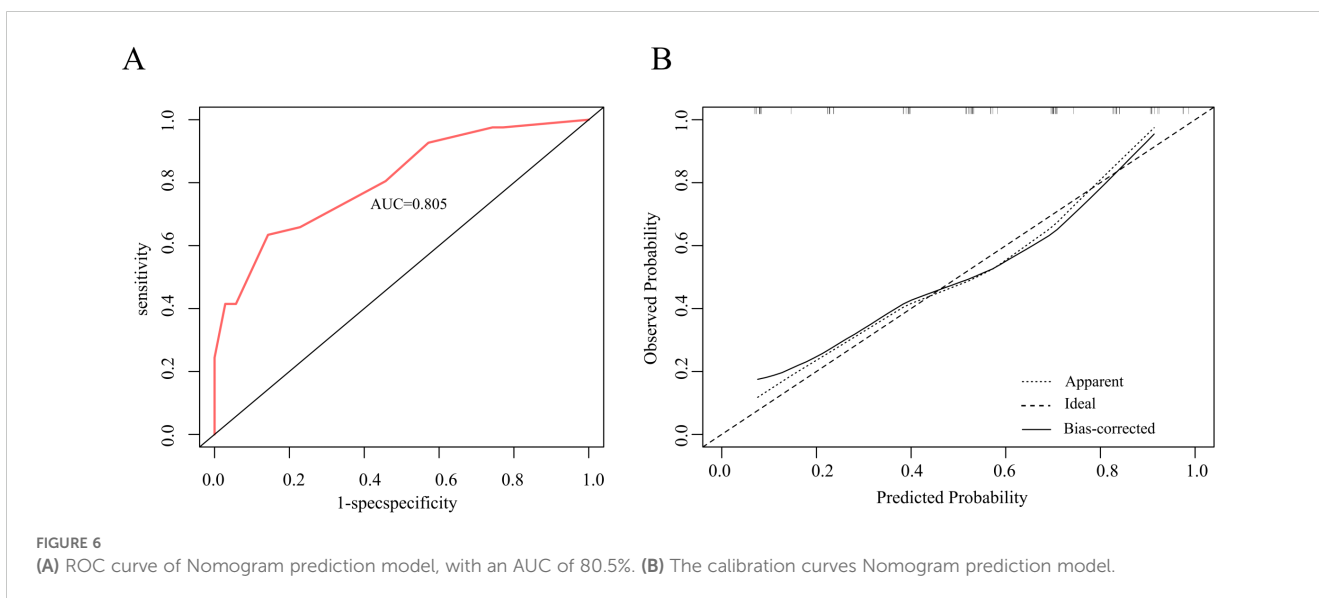 A
B
1.0
0.8
0.6
0.4
0.2
0.0
sensitivity
AUC=0.805
0.0 0.2 0.4 0.6 0.8 1.0
1-specspecificity
1.0
0.8
0.6
0.4
0.2
0.0
Observed Probability
Apparent
Ideal
Bias-corrected
0.0 0.2 0.4 0.6 0.8 1.0
Predicted Probability
FIGURE 6
(A) ROC curve of Nomogram prediction model, with an AUC of 80.5%. (B) The calibration curves Nomogram prediction model.